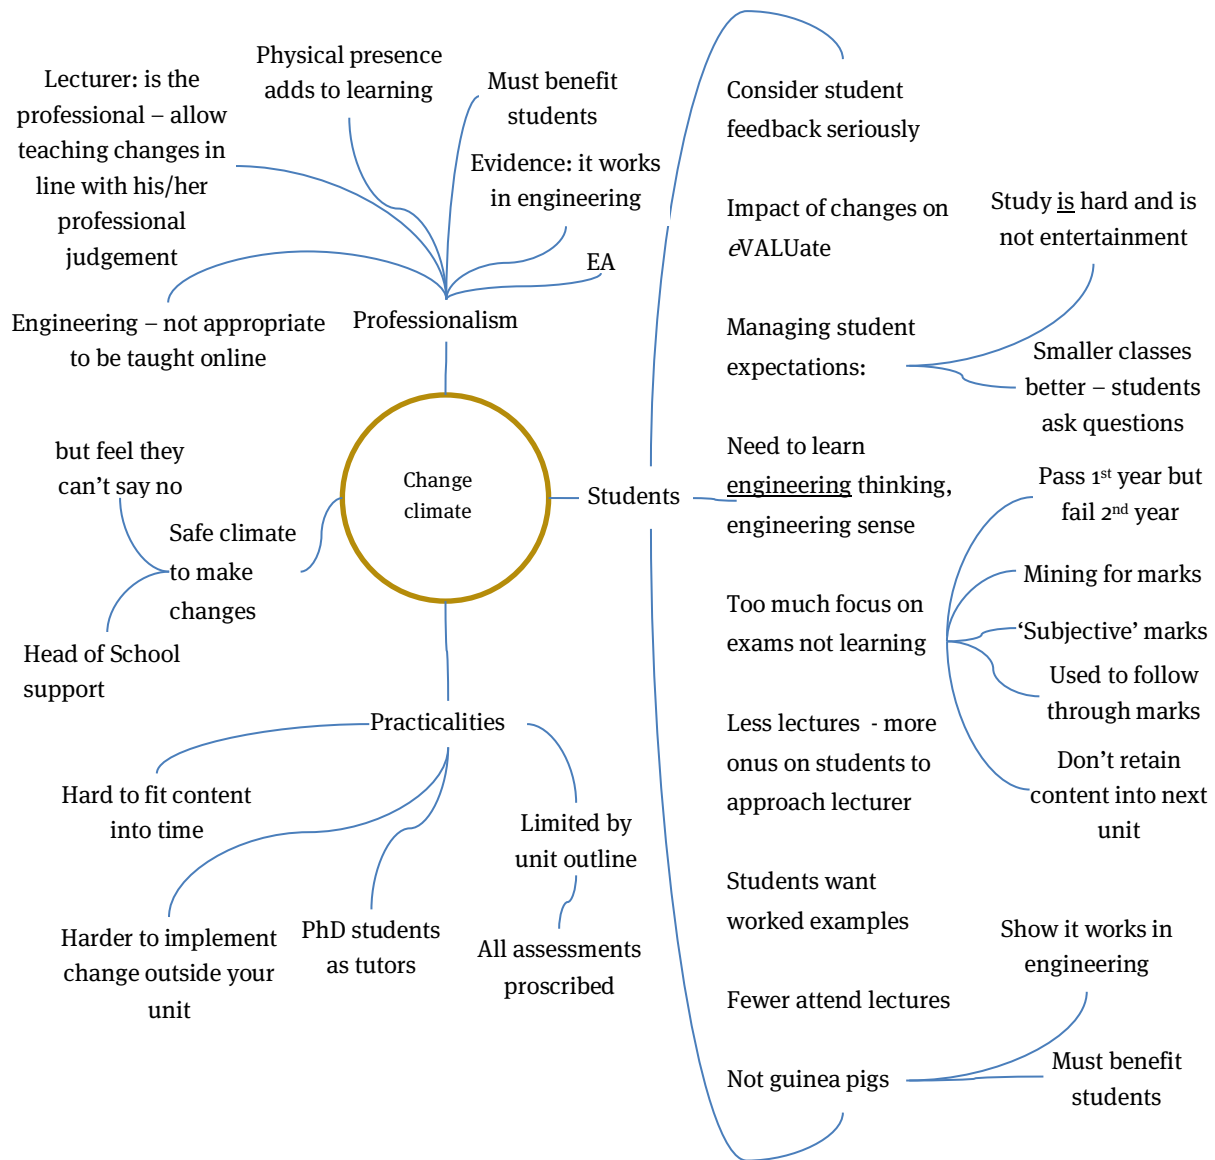 Lecturer: is the
professional – allow
teaching changes in
line with his/her
professional
judgement
Physical presence
adds to learning
Must benefit
students
Evidence: it works
in engineering
EA
Engineering – not appropriate
to be taught online
Professionalism
Change
climate
but feel they
can’t say no
Safe climate
to make
changes
Head of School
support
Practicalities
Hard to fit content
into time
Harder to implement
change outside your
unit
PhD students
as tutors
Limited by
unit outline
All assessments
proscribed
Students
Consider student
feedback seriously
Impact of changes on
eVALUate
Managing student
expectations:
Study is hard and is
not entertainment
Smaller classes
better – students
ask questions
Need to learn
engineering thinking,
engineering sense
Too much focus on
exams not learning
Pass 1st year but
fail 2nd year
Mining for marks
‘Subjective’ marks
Used to follow
through marks
Don’t retain
content into next
unit
Less lectures - more
onus on students to
approach lecturer
Students want
worked examples
Fewer attend lectures
Not guinea pigs
Show it works in
engineering
Must benefit
students